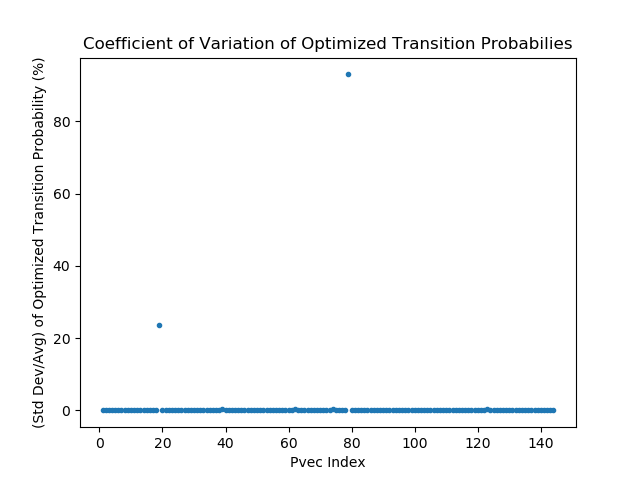 Coefficient of Variation of Optimized Transition Probabilies
(Std Dev/Avg) of Optimized Transition Probability (%)
80
60
40
20
0
0 20 40 60 80 100 120 140
Pvec Index